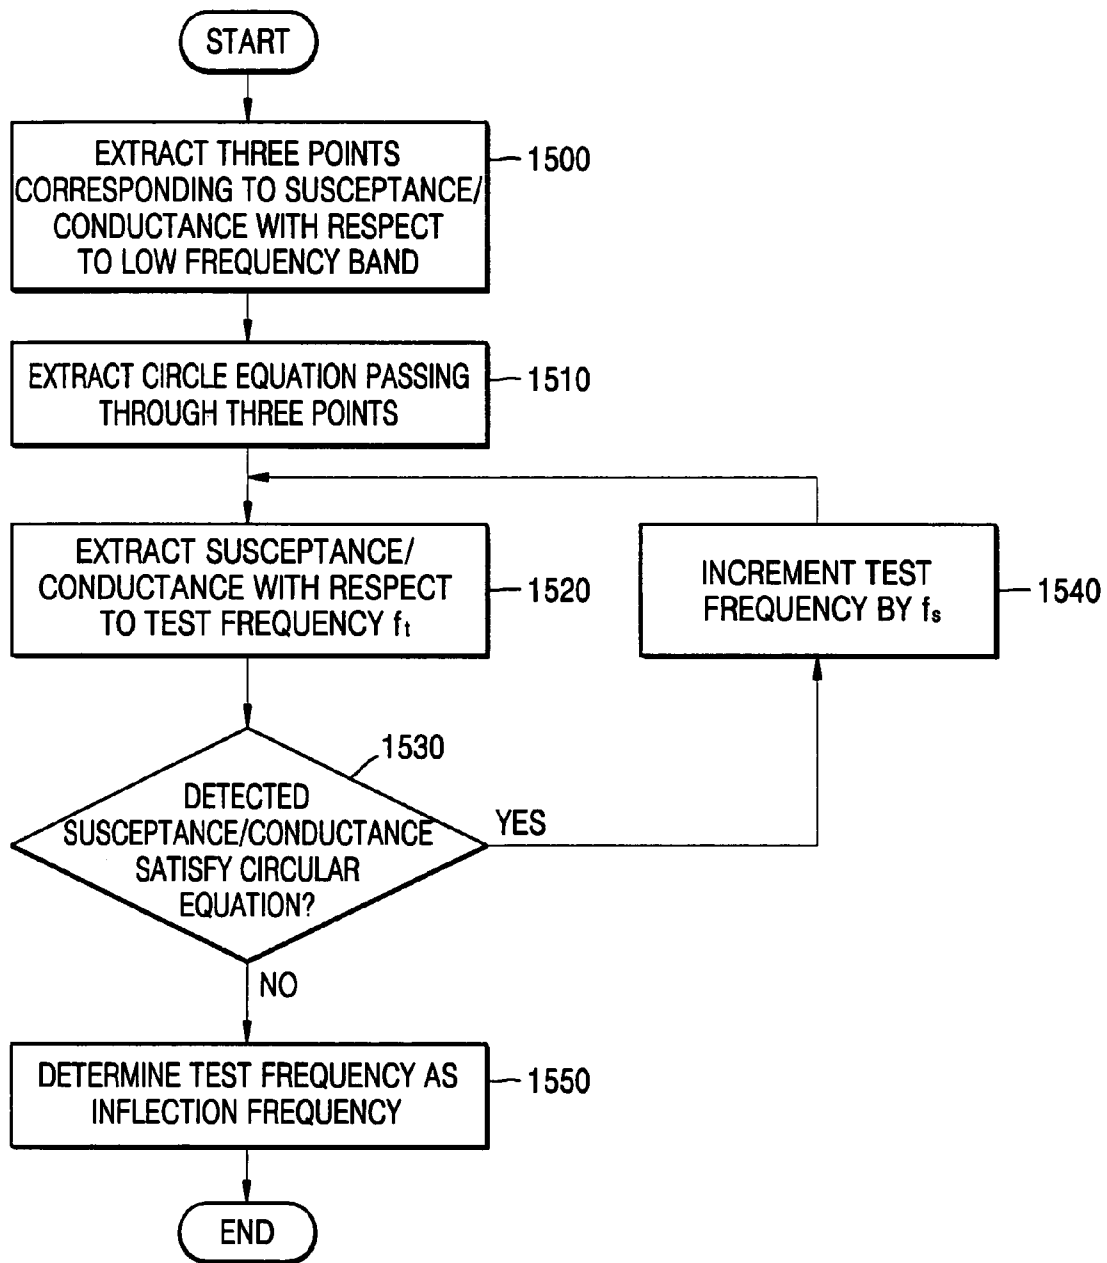 START
EXTRACT THREE POINTS
CORRESPONDING TO SUSCEPTANCE/
CONDUCTANCE WITH RESPECT
TO LOW FREQUENCY BAND
1500
EXTRACT CIRCLE EQUATION PASSING
THROUGH THREE POINTS
1510
EXTRACT SUSCEPTANCE/
CONDUCTANCE WITH RESPECT
TO TEST FREQUENCY ft
1520
INCREMENT TEST
FREQUENCY BY fs
1540
1530
DETECTED
SUSCEPTANCE/CONDUCTANCE
SATISFY CIRCULAR
EQUATION?
YES
NO
DETERMINE TEST FREQUENCY AS
INFLECTION FREQUENCY
1550
END